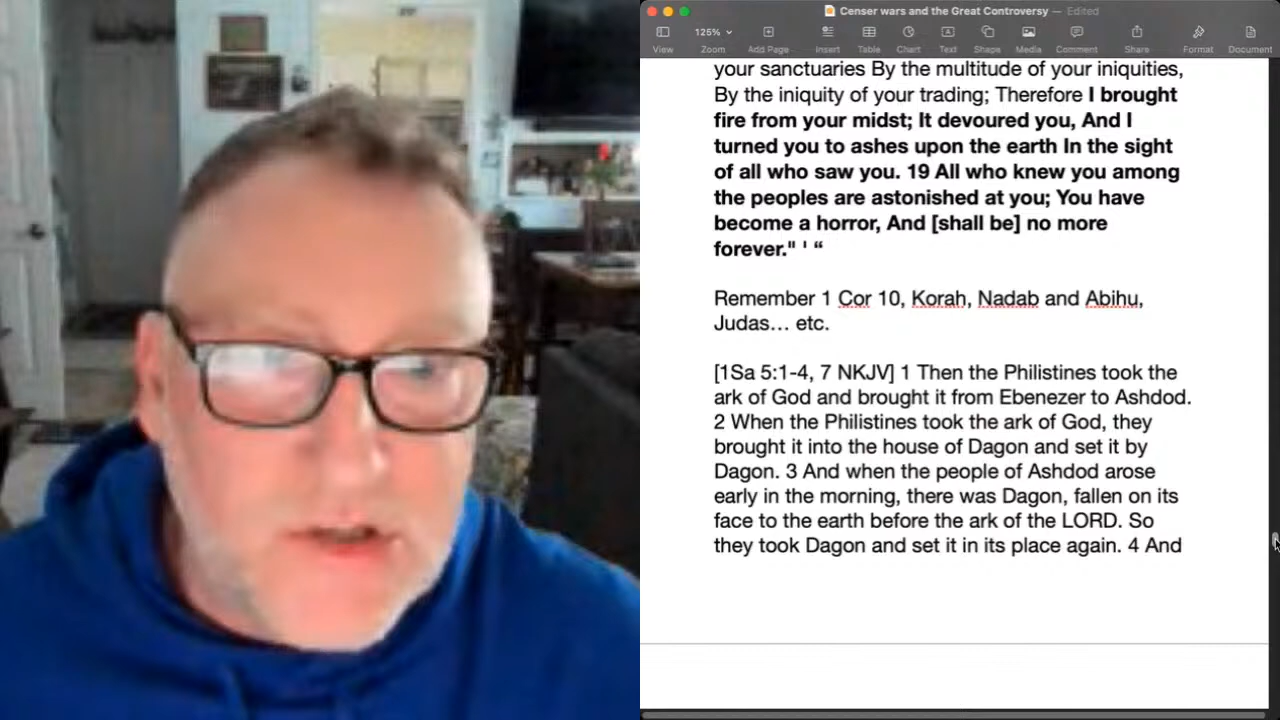 Censer wars and the Great Controversy — Edited
125%
View Zoom Add Page Insert Table Chart Text Shape Media Comment Share Format Document
your sanctuaries By the multitude of your iniquities,
By the iniquity of your trading; Therefore I brought
fire from your midst; It devoured you, And I
turned you to ashes upon the earth In the sight
of all who saw you. 19 All who knew you among
the peoples are astonished at you; You have
become a horror, And [shall be] no more
forever." ' “
Remember 1 Cor 10, Korah, Nadab and Abihu,
Judas… etc.
[1Sa 5:1-4, 7 NKJV] 1 Then the Philistines took the
ark of God and brought it from Ebenezer to Ashdod.
2 When the Philistines took the ark of God, they
brought it into the house of Dagon and set it by
Dagon. 3 And when the people of Ashdod arose
early in the morning, there was Dagon, fallen on its
face to the earth before the ark of the LORD. So
they took Dagon and set it in its place again. 4 And